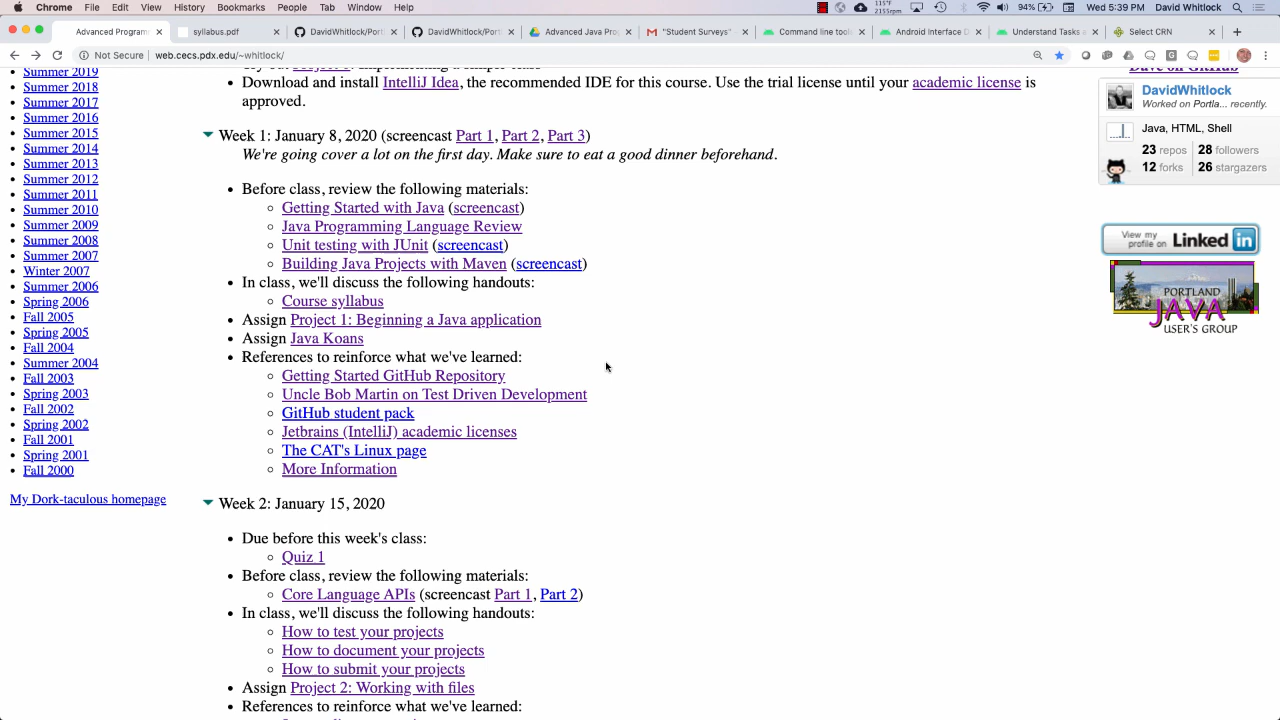 Chrome File Edit View History Bookmarks People Tab Window Help
94% Wed 5:39 PM David Whitlock
Advanced Program
syllabus.pdf
DavidWhitlock/Portl
DavidWhitlock/Portl
Advanced Java Proj
"Student Surveys"
Command line tools
Android Interface D
Understand Tasks a
Select CRN
Not Secure | web.cecs.pdx.edu/~whitlock/
Summer 2019
Summer 2018
Summer 2017
Summer 2016
Summer 2015
Summer 2014
Summer 2013
Summer 2012
Summer 2011
Summer 2010
Summer 2009
Summer 2008
Summer 2007
Winter 2007
Summer 2006
Spring 2006
Fall 2005
Spring 2005
Fall 2004
Summer 2004
Fall 2003
Spring 2003
Fall 2002
Spring 2002
Fall 2001
Spring 2001
Fall 2000
My Dork-taculous homepage
Download and install IntelliJ Idea, the recommended IDE for this course. Use the trial license until your academic license is
approved.
Week 1: January 8, 2020 (screencast Part 1, Part 2, Part 3)
We're going cover a lot on the first day. Make sure to eat a good dinner beforehand.
Before class, review the following materials:
Getting Started with Java (screencast)
Java Programming Language Review
Unit testing with JUnit (screencast)
Building Java Projects with Maven (screencast)
In class, we'll discuss the following handouts:
Course syllabus
Assign Project 1: Beginning a Java application
Assign Java Koans
References to reinforce what we've learned:
Getting Started GitHub Repository
Uncle Bob Martin on Test Driven Development
GitHub student pack
Jetbrains (IntelliJ) academic licenses
The CAT's Linux page
More Information
Week 2: January 15, 2020
Due before this week's class:
Quiz 1
Before class, review the following materials:
Core Language APIs (screencast Part 1, Part 2)
In class, we'll discuss the following handouts:
How to test your projects
How to document your projects
How to submit your projects
Assign Project 2: Working with files
References to reinforce what we've learned:
Dave on GitHub
DavidWhitlock
Worked on Portla... recently.
Java, HTML, Shell
23 repos 28 followers
12 forks 26 stargazers
View my
profile on Linked in
PORTLAND
JAVA
USER'S GROUP